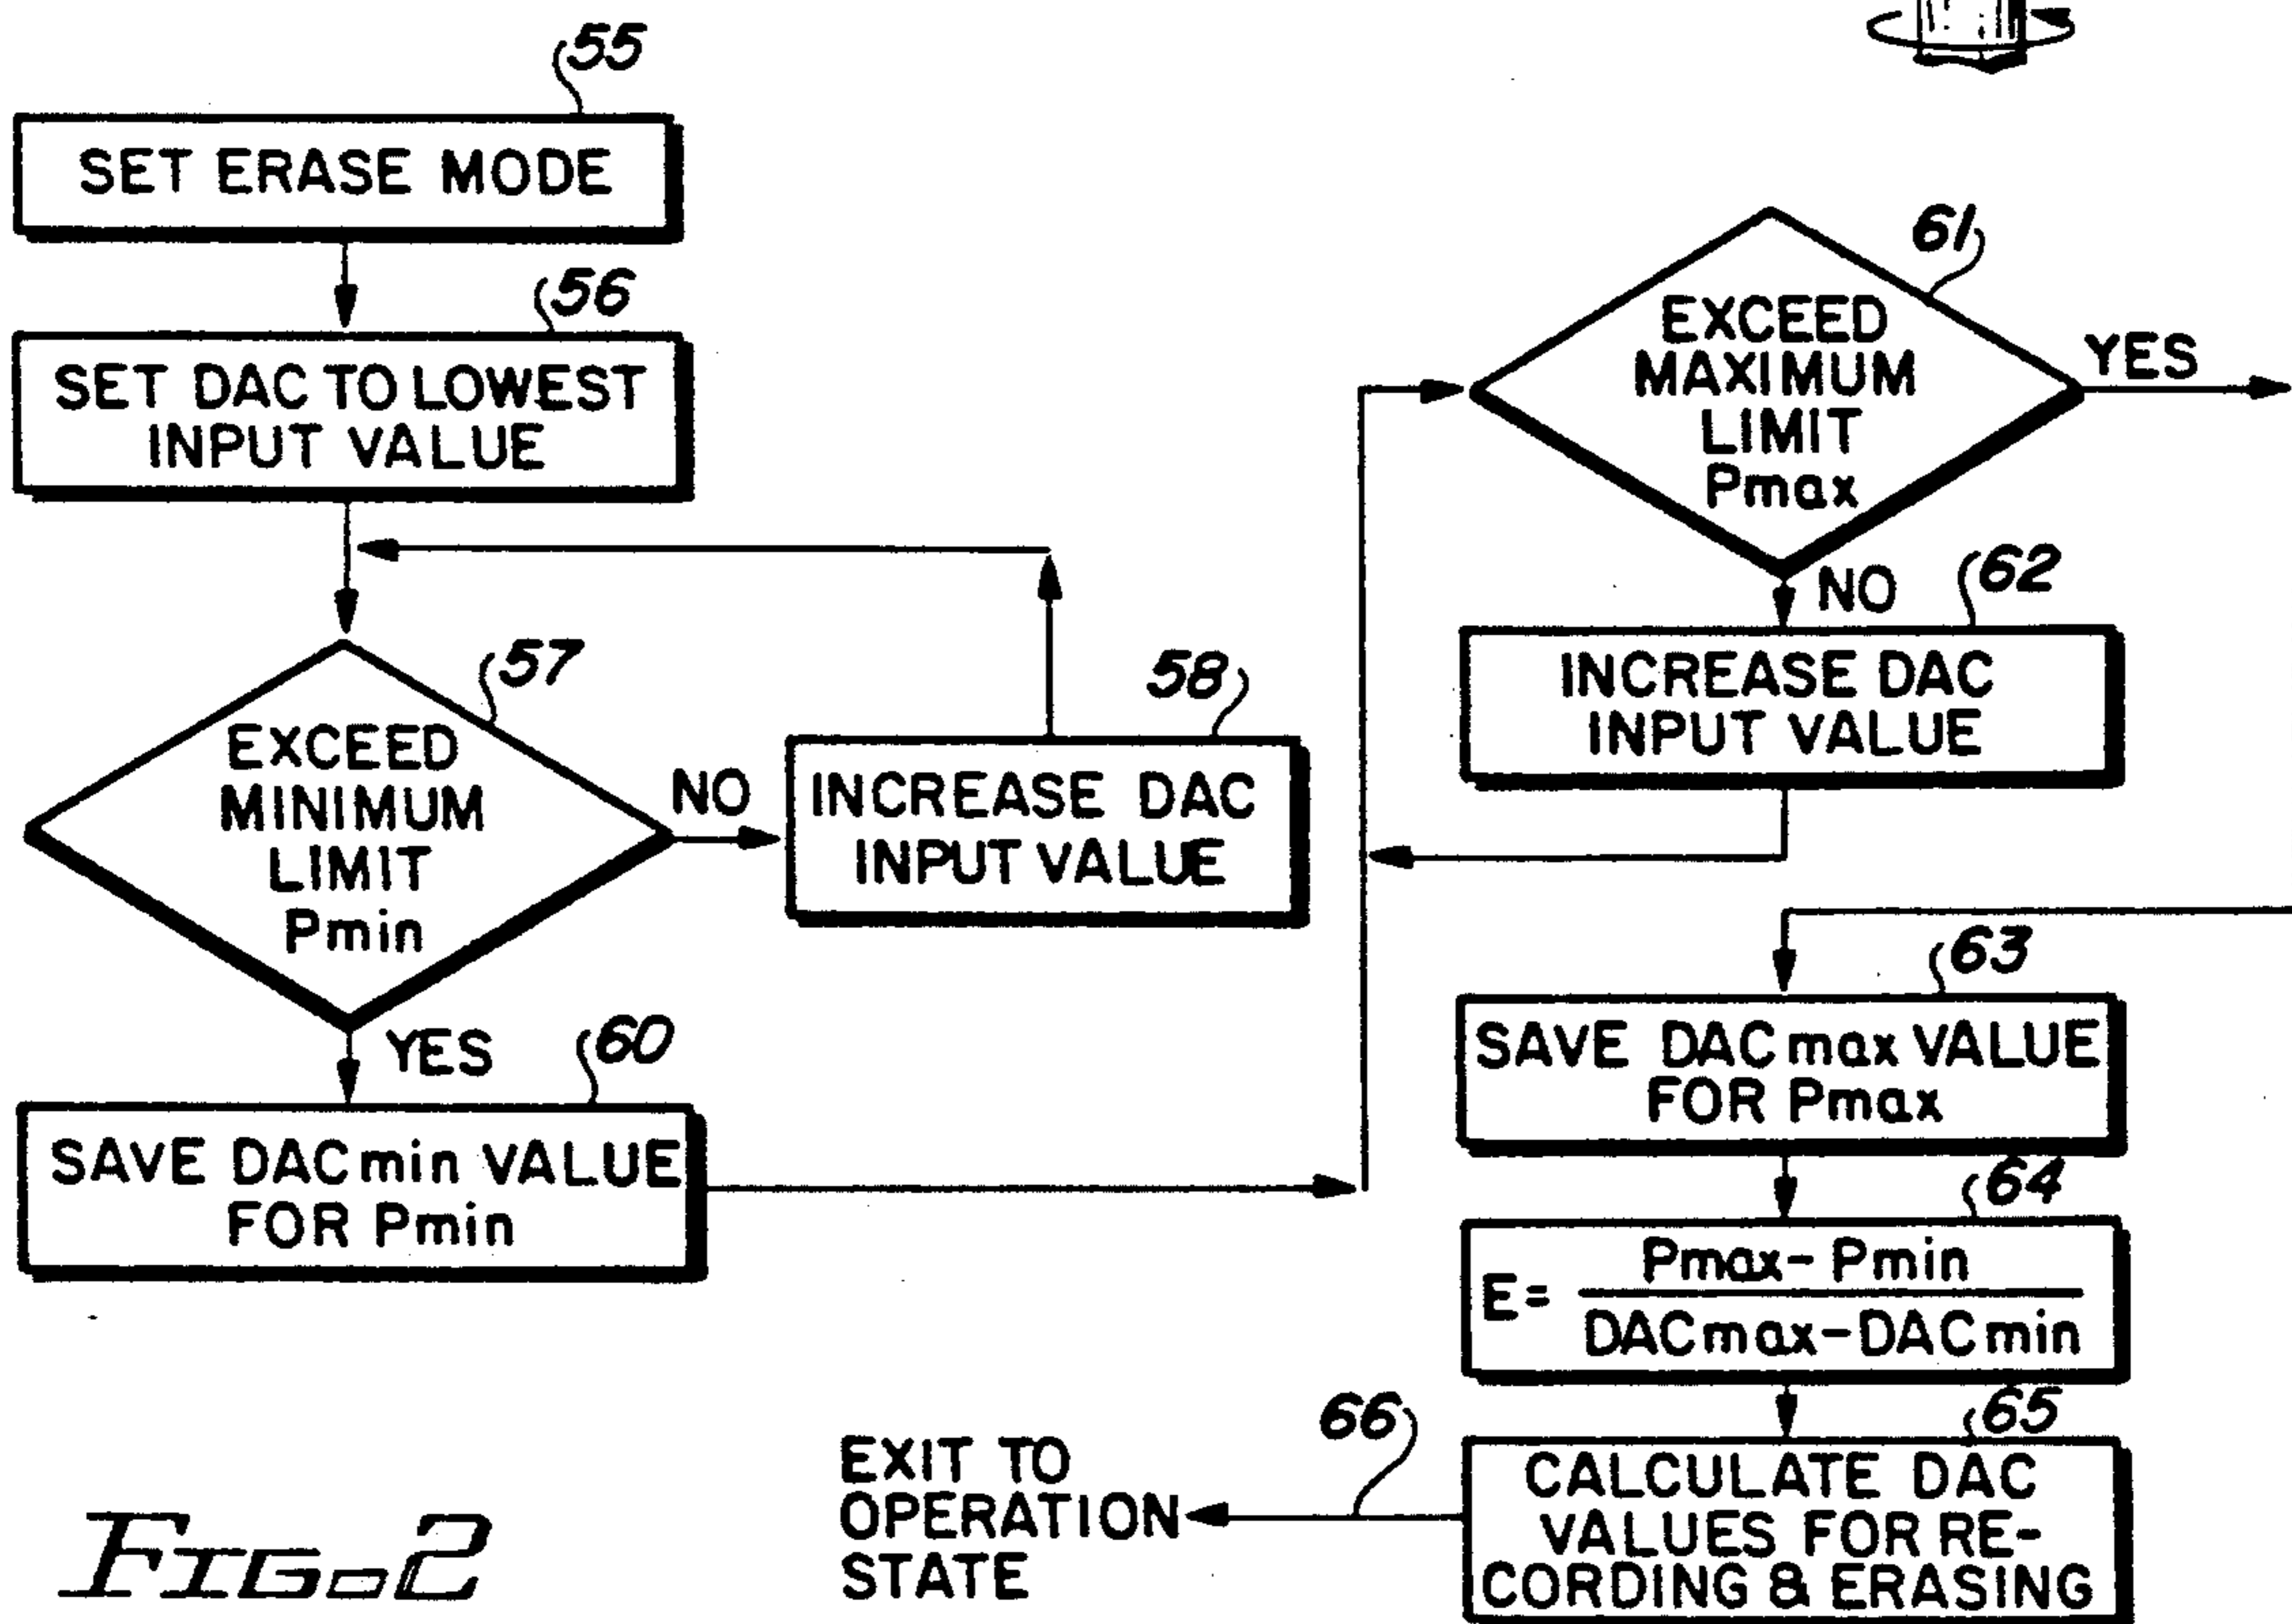 55
SET ERASE MODE
56
SET DAC TO LOWEST
INPUT VALUE
57
EXCEED
MINIMUM
LIMIT
Pmin
NO
58
INCREASE DAC
INPUT VALUE
YES
60
SAVE DACmin VALUE
FOR Pmin
61
EXCEED
MAXIMUM
LIMIT
Pmax
YES
NO
62
INCREASE DAC
INPUT VALUE
63
SAVE DACmax VALUE
FOR Pmax
64
E= Pmax- Pmin
DACmax-DACmin
65
CALCULATE DAC
VALUES FOR RE-
CORDING & ERASING
66
EXIT TO
OPERATION
STATE
FIG. 2